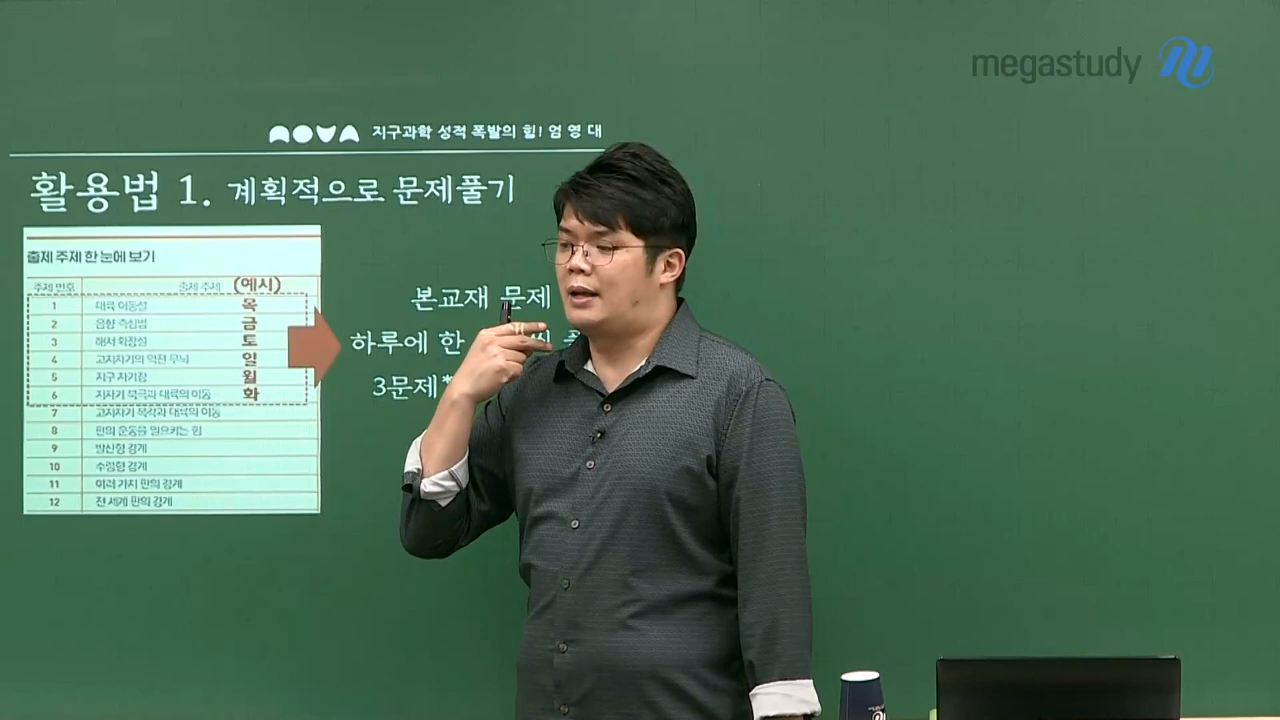 megastudy
NOVA 지구과학 성적 폭발의 힘! 엄영대
활용법 1. 계획적으로 문제풀기
출제 주제 한 눈에 보기
주제 번호 출제 주제 (예시)
1 대륙 이동설 목
2 음향 측심법 금
3 해저 확장설 토
4 고지자기의 역전 무늬 일
5 지구 자기장 월
6 지자기 북극과 대륙의 이동 화
7 고지자기 복각과 대륙의 이동
8 판의 운동을 일으키는 힘
9 발산형 경계
10 수렴형 경계
11 여러 가지 판의 경계
12 전 세계 판의 경계
본교재 문제
하루에 한
3문제*